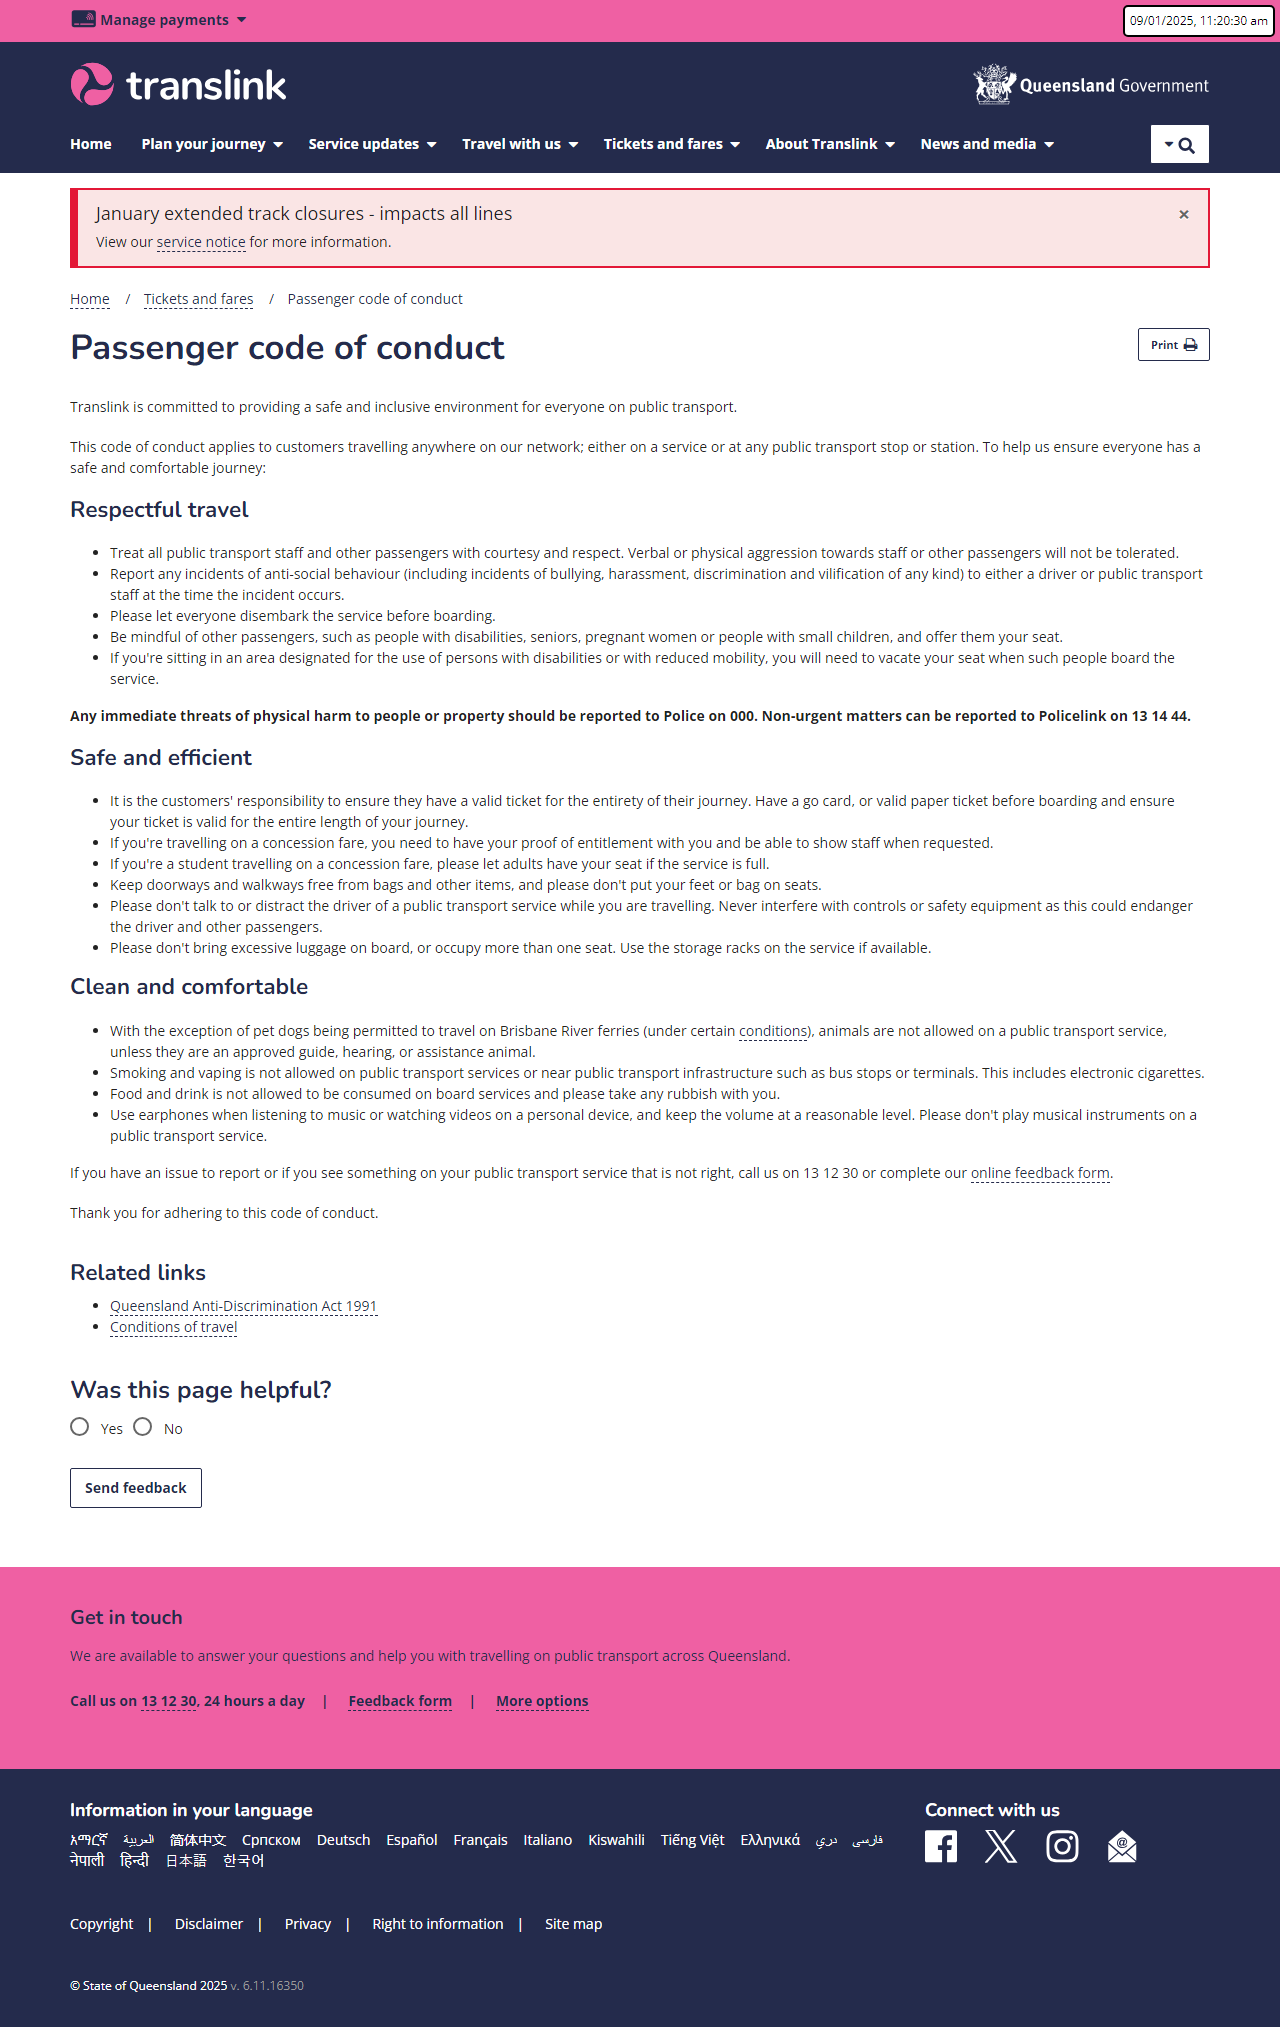 Manage payments
09/01/2025, 11:20:30 am
translink
Queensland Government
Home Plan your journey Service updates Travel with us Tickets and fares About Translink News and media
January extended track closures - impacts all lines
×
View our service notice for more information.
Home / Tickets and fares / Passenger code of conduct
Passenger code of conduct
Print
Translink is committed to providing a safe and inclusive environment for everyone on public transport.
This code of conduct applies to customers travelling anywhere on our network; either on a service or at any public transport stop or station. To help us ensure everyone has a
safe and comfortable journey:
Respectful travel
• Treat all public transport staff and other passengers with courtesy and respect. Verbal or physical aggression towards staff or other passengers will not be tolerated.
• Report any incidents of anti-social behaviour (including incidents of bullying, harassment, discrimination and vilification of any kind) to either a driver or public transport
staff at the time the incident occurs.
• Please let everyone disembark the service before boarding.
• Be mindful of other passengers, such as people with disabilities, seniors, pregnant women or people with small children, and offer them your seat.
• If you're sitting in an area designated for the use of persons with disabilities or with reduced mobility, you will need to vacate your seat when such people board the
service.
Any immediate threats of physical harm to people or property should be reported to Police on 000. Non-urgent matters can be reported to Policelink on 13 14 44.
Safe and efficient
• It is the customers' responsibility to ensure they have a valid ticket for the entirety of their journey. Have a go card, or valid paper ticket before boarding and ensure
your ticket is valid for the entire length of your journey.
• If you're travelling on a concession fare, you need to have your proof of entitlement with you and be able to show staff when requested.
• If you're a student travelling on a concession fare, please let adults have your seat if the service is full.
• Keep doorways and walkways free from bags and other items, and please don't put your feet or bag on seats.
• Please don't talk to or distract the driver of a public transport service while you are travelling. Never interfere with controls or safety equipment as this could endanger
the driver and other passengers.
• Please don't bring excessive luggage on board, or occupy more than one seat. Use the storage racks on the service if available.
Clean and comfortable
• With the exception of pet dogs being permitted to travel on Brisbane River ferries (under certain conditions), animals are not allowed on a public transport service,
unless they are an approved guide, hearing, or assistance animal.
• Smoking and vaping is not allowed on public transport services or near public transport infrastructure such as bus stops or terminals. This includes electronic cigarettes.
• Food and drink is not allowed to be consumed on board services and please take any rubbish with you.
• Use earphones when listening to music or watching videos on a personal device, and keep the volume at a reasonable level. Please don't play musical instruments on a
public transport service.
If you have an issue to report or if you see something on your public transport service that is not right, call us on 13 12 30 or complete our online feedback form.
Thank you for adhering to this code of conduct.
Related links
• Queensland Anti-Discrimination Act 1991
• Conditions of travel
Was this page helpful?
Yes No
Send feedback
Get in touch
We are available to answer your questions and help you with travelling on public transport across Queensland.
Call us on 13 12 30, 24 hours a day | Feedback form | More options
Information in your language
አማርኛ العربية 简体中文 Српском Deutsch Español Français Italiano Kiswahili Tiếng Việt Ελληνικά دري فارسی
नेपाली हिन्दी 日本語 한국어
Connect with us
Copyright | Disclaimer | Privacy | Right to information | Site map
© State of Queensland 2025 v. 6.11.16350